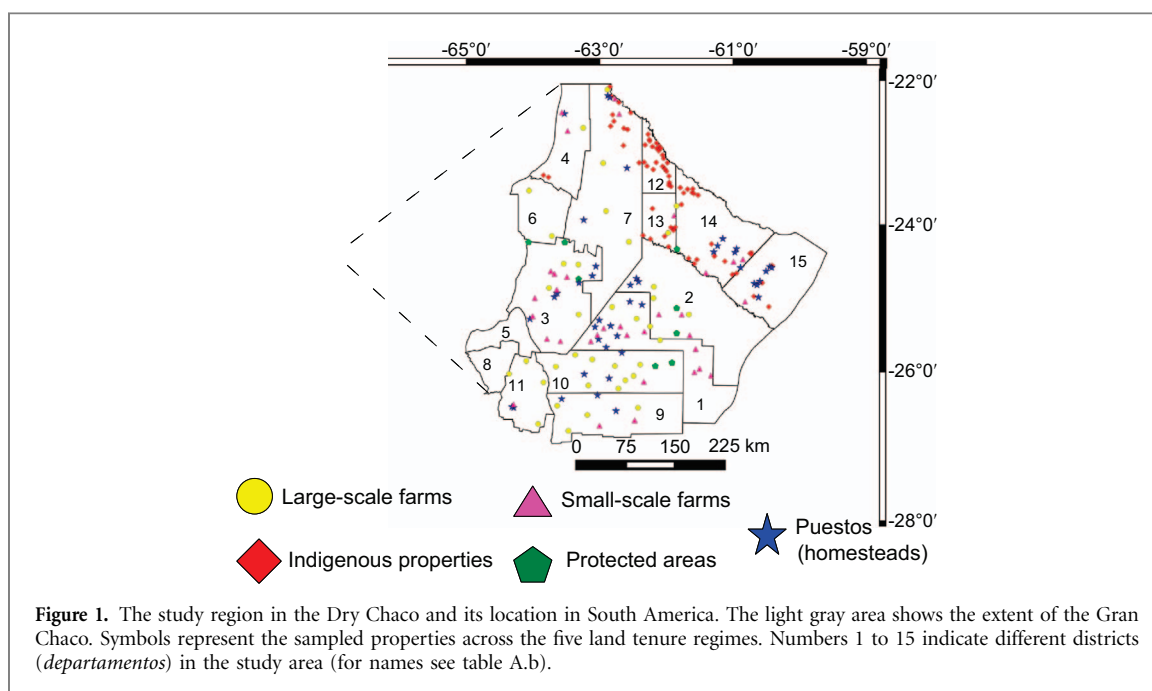 -65°0′ -63°0′ -61°0′ -59°0′
-22°0′
4
12
6
7
13
14
-24°0′
15
2
3
5
8
-26°0′
11
10
1
9
0 75 150 225 km
Large-scale farms
Small-scale farms
Puestos
(homesteads)
-28°0′
Indigenous properties
Protected areas
Figure 1. The study region in the Dry Chaco and its location in South America. The light gray area shows the extent of the Gran
Chaco. Symbols represent the sampled properties across the five land tenure regimes. Numbers 1 to 15 indicate different districts
(departamentos) in the study area (for names see table A.b).